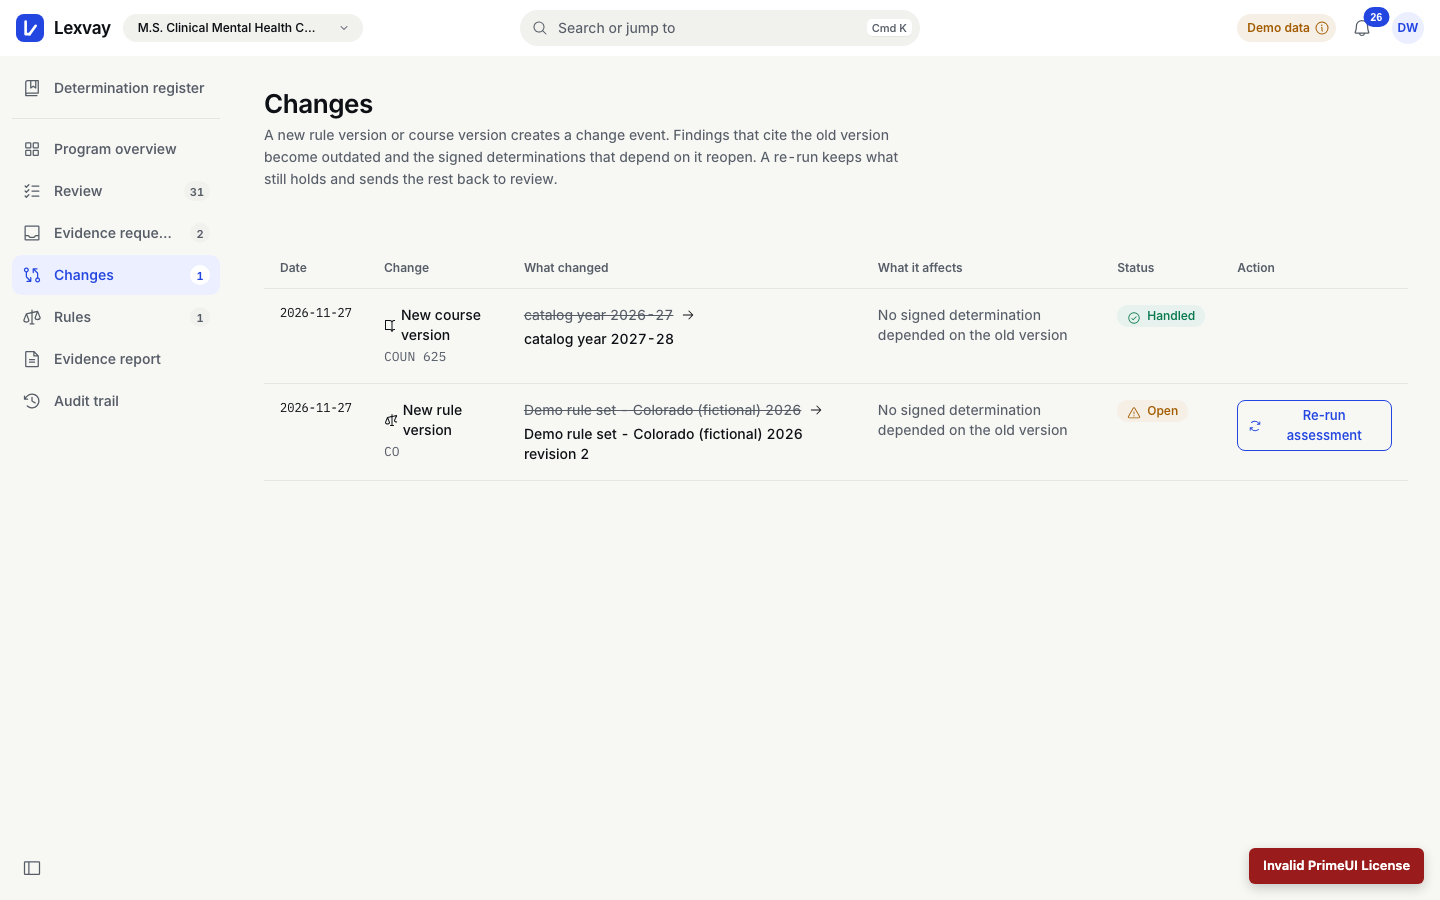 Lexvay
M.S. Clinical Mental Health C...
Search or jump to
Cmd K
Demo data
26
DW
Determination register
Program overview
Review 31
Evidence reque... 2
Changes 1
Rules 1
Evidence report
Audit trail
Changes
A new rule version or course version creates a change event. Findings that cite the old version
become outdated and the signed determinations that depend on it reopen. A re-run keeps what
still holds and sends the rest back to review.
Date Change What changed What it affects Status Action
2026-11-27
New course
version
COUN 625
catalog year 2026-27 →
catalog year 2027-28
No signed determination
depended on the old version
Handled
2026-11-27
New rule
version
CO
Demo rule set - Colorado (fictional) 2026 →
Demo rule set - Colorado (fictional) 2026
revision 2
No signed determination
depended on the old version
Open
Re-run
assessment
Invalid PrimeUI License